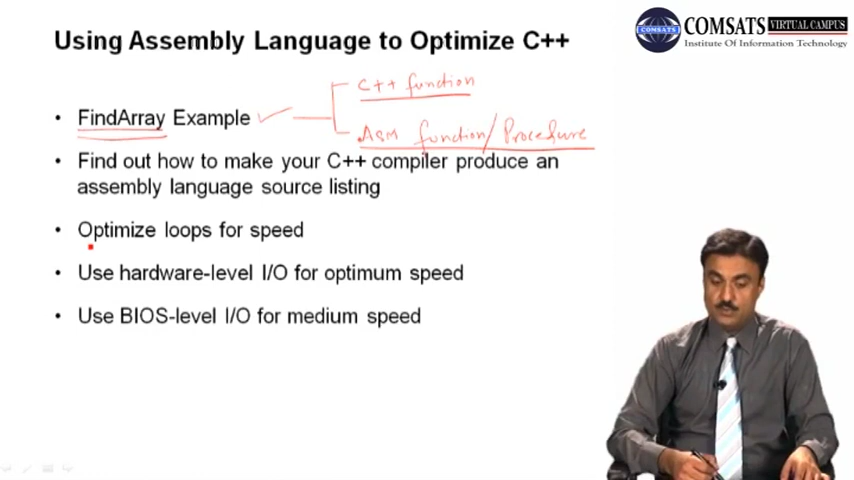 Using Assembly Language to Optimize C++
COMSATS VIRTUAL CAMPUS
Institute Of Information Technology
COMSATS
C++ function
• FindArray Example
ASM function/Procedure
• Find out how to make your C++ compiler produce an
assembly language source listing
• Optimize loops for speed
• Use hardware-level I/O for optimum speed
• Use BIOS-level I/O for medium speed